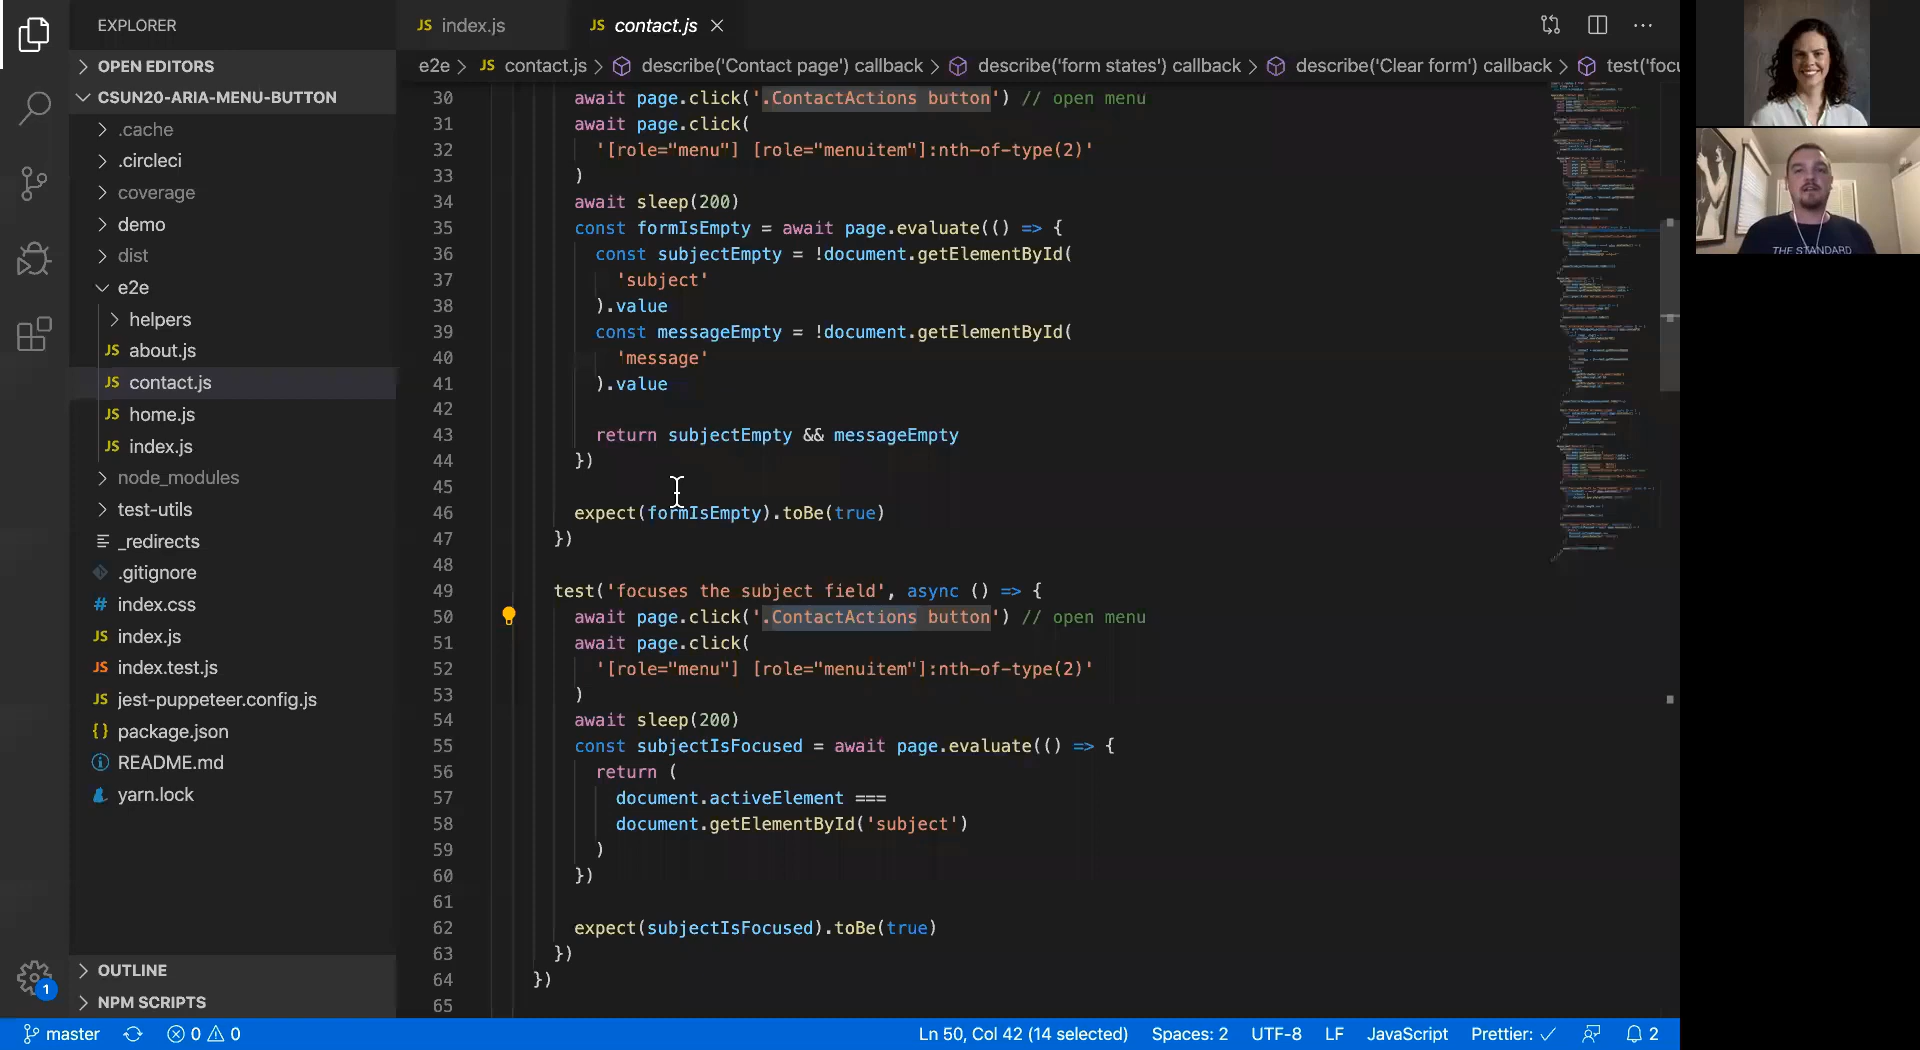 EXPLORER
OPEN EDITORS
CSUN20-ARIA-MENU-BUTTON
.cache
.circleci
coverage
demo
dist
e2e
helpers
JS about.js
JS contact.js
JS home.js
JS index.js
node_modules
test-utils
_redirects
.gitignore
# index.css
JS index.js
JS index.test.js
JS jest-puppeteer.config.js
{} package.json
README.md
yarn.lock
OUTLINE
NPM SCRIPTS
1
JS index.js
JS contact.js
e2e > JS contact.js > describe('Contact page') callback > describe('form states') callback > describe('Clear form') callback > test('focu
30 await page.click('.ContactActions button') // open menu
31 await page.click(
32 '[role="menu"] [role="menuitem"]:nth-of-type(2)'
33 )
34 await sleep(200)
35 const formIsEmpty = await page.evaluate(() => {
36 const subjectEmpty = !document.getElementById(
37 'subject'
38 ).value
39 const messageEmpty = !document.getElementById(
40 'message'
41 ).value
42
43 return subjectEmpty && messageEmpty
44 })
45
46 expect(formIsEmpty).toBe(true)
47 })
48
49 test('focuses the subject field', async () => {
50 await page.click('.ContactActions button') // open menu
51 await page.click(
52 '[role="menu"] [role="menuitem"]:nth-of-type(2)'
53 )
54 await sleep(200)
55 const subjectIsFocused = await page.evaluate(() => {
56 return (
57 document.activeElement ===
58 document.getElementById('subject')
59 )
60 })
61
62 expect(subjectIsFocused).toBe(true)
63 })
64 })
65
THE STANDARD
master 0 0 Ln 50, Col 42 (14 selected) Spaces: 2 UTF-8 LF JavaScript Prettier: ✓ 2